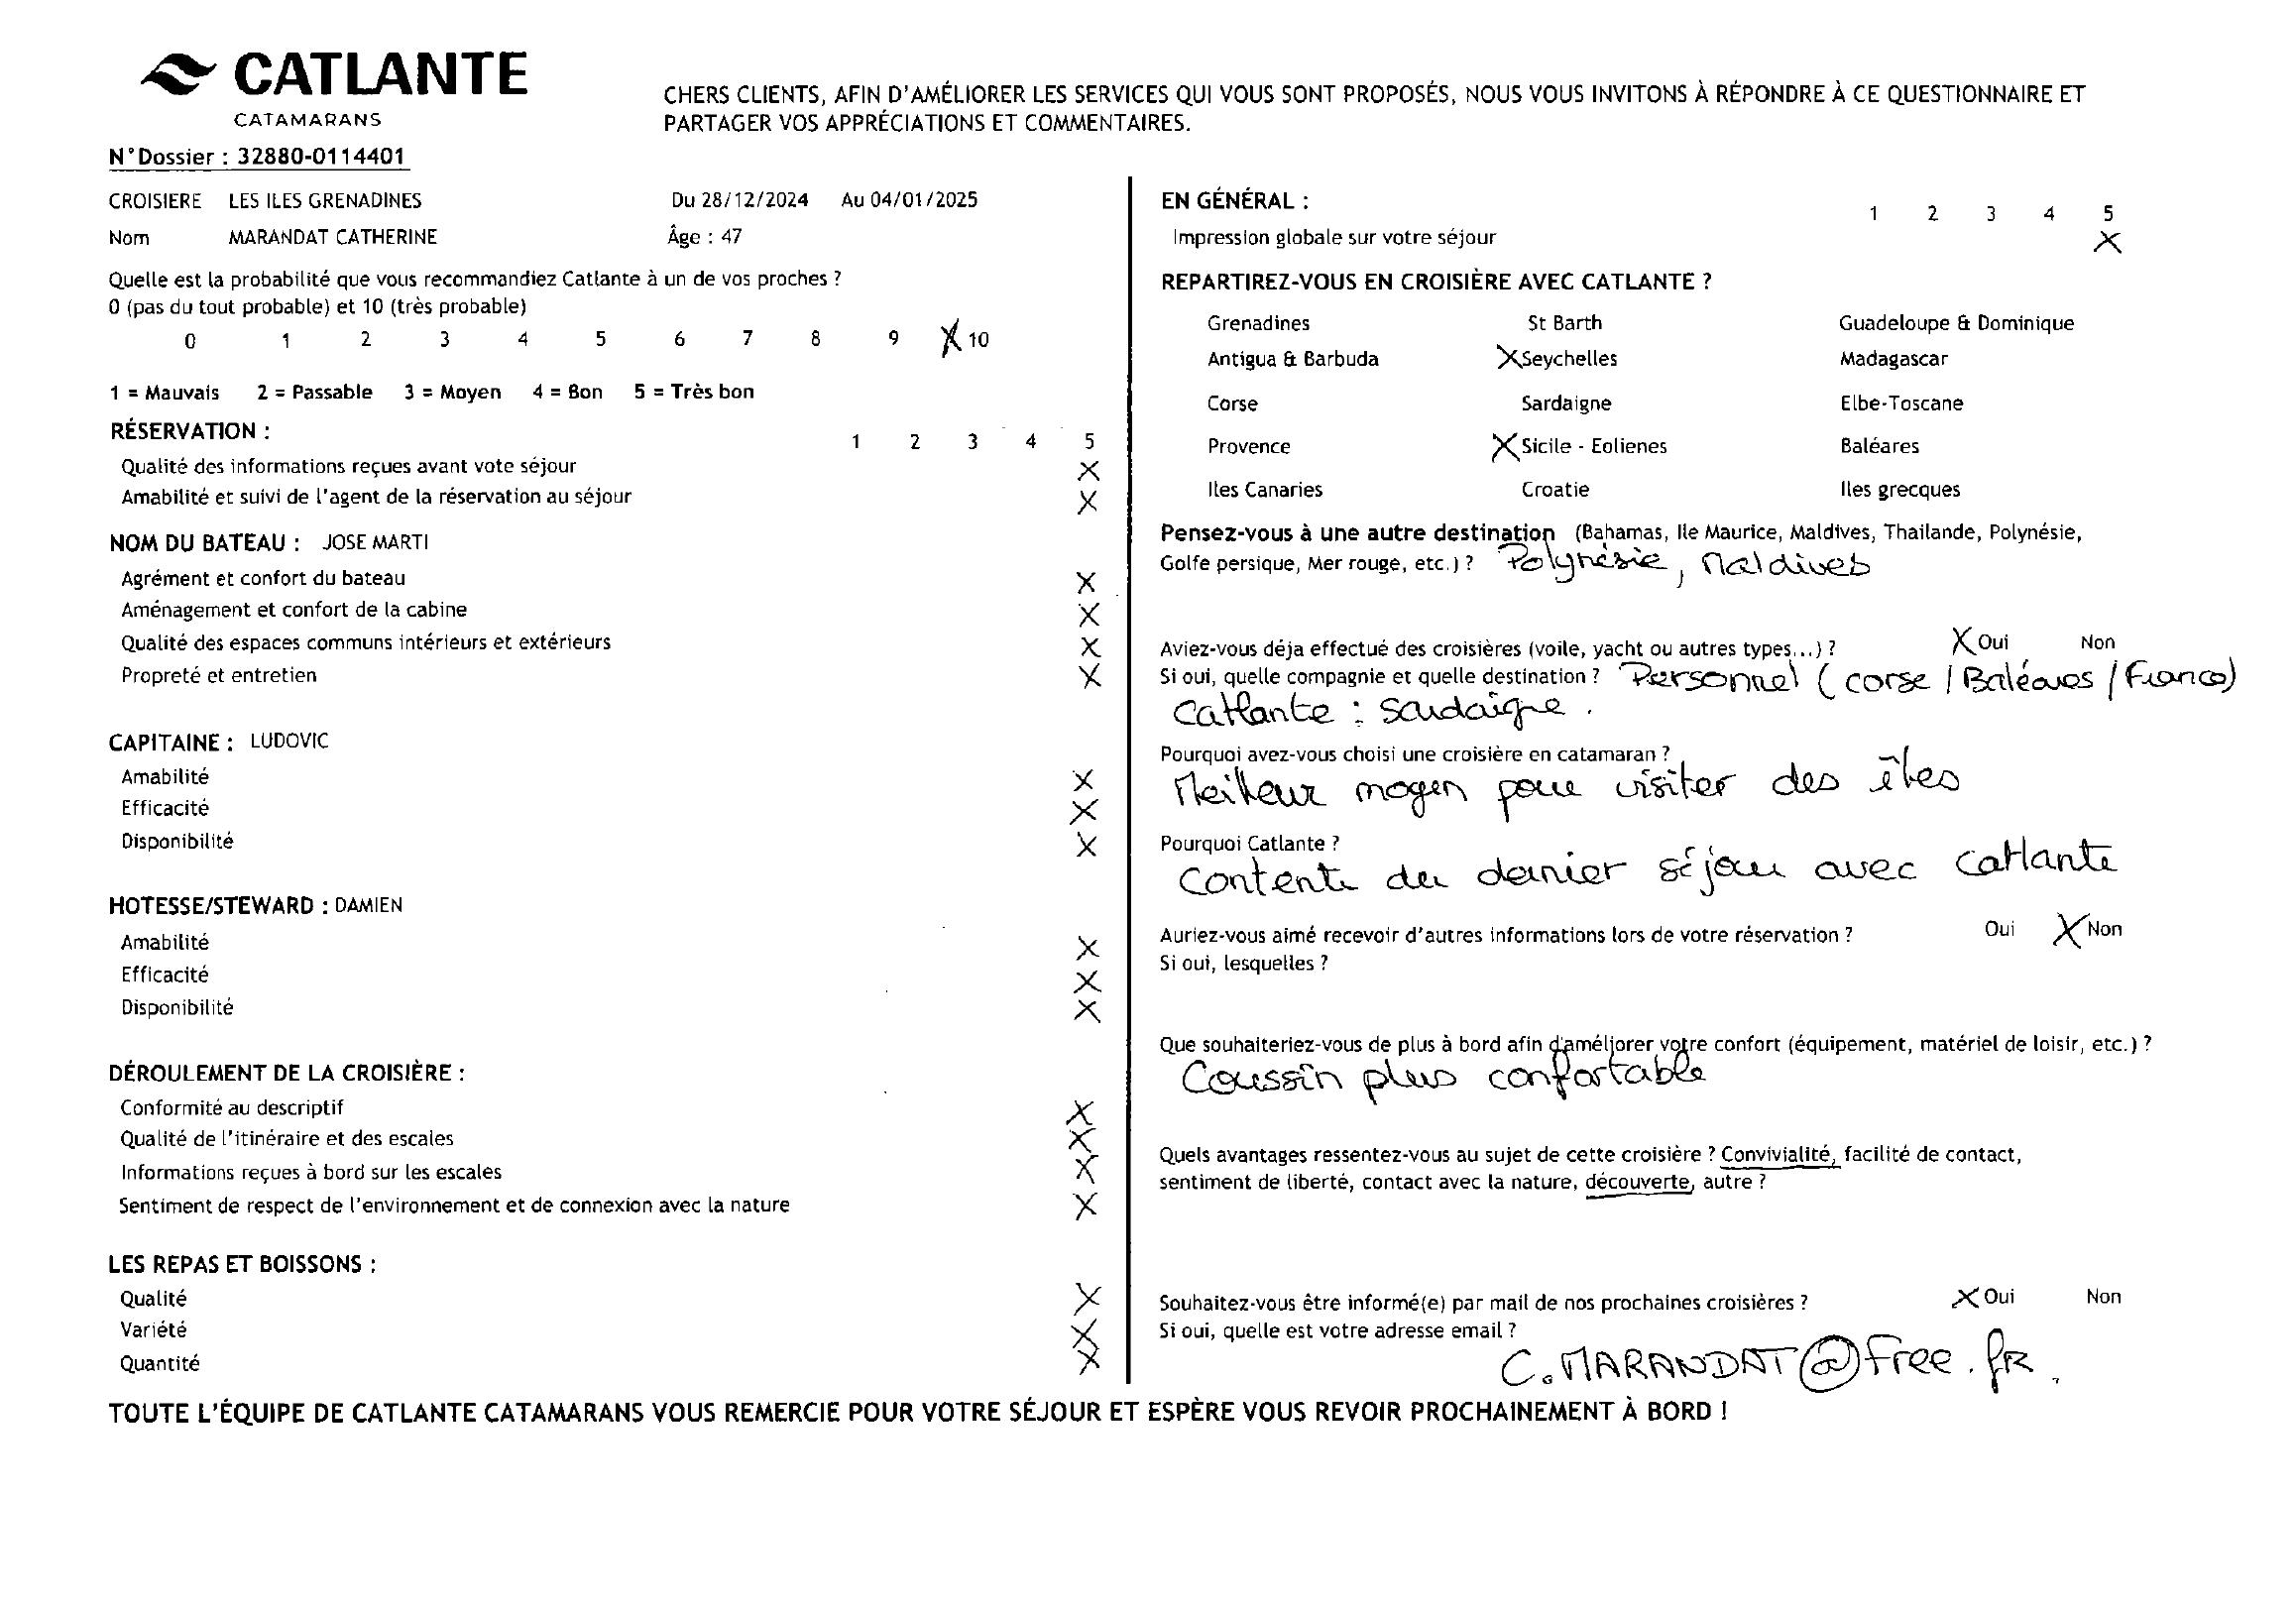 CATLANTE
CATAMARANS
CHERS CLIENTS, AFIN D'AMÉLIORER LES SERVICES QUI VOUS SONT PROPOSÉS, NOUS VOUS INVITONS À RÉPONDRE À CE QUESTIONNAIRE ET
PARTAGER VOS APPRÉCIATIONS ET COMMENTAIRES.
N°Dossier : 32880-0114401
CROISIERE LES ILES GRENADINES Du 28/12/2024 Au 04/01/2025
Nom MARANDAT CATHERINE Âge : 47
Quelle est la probabilité que vous recommandiez Catlante à un de vos proches ?
0 (pas du tout probable) et 10 (très probable)
0 1 2 3 4 5 6 7 8 9 X 10
1 = Mauvais 2 = Passable 3 = Moyen 4 = Bon 5 = Très bon
RÉSERVATION :
1 2 3 4 5
Qualité des informations reçues avant vote séjour X
Amabilité et suivi de l'agent de la réservation au séjour X
NOM DU BATEAU : JOSE MARTI
Agrément et confort du bateau X
Aménagement et confort de la cabine X
Qualité des espaces communs intérieurs et extérieurs X
Propreté et entretien X
CAPITAINE : LUDOVIC
Amabilité X
Efficacité X
Disponibilité X
HOTESSE/STEWARD : DAMIEN
Amabilité X
Efficacité X
Disponibilité X
DÉROULEMENT DE LA CROISIÈRE :
Conformité au descriptif X
Qualité de l'itinéraire et des escales X
Informations reçues à bord sur les escales X
Sentiment de respect de l'environnement et de connexion avec la nature X
LES REPAS ET BOISSONS :
Qualité X
Variété X
Quantité X
EN GÉNÉRAL :
1 2 3 4 5
Impression globale sur votre séjour X
REPARTIREZ-VOUS EN CROISIÈRE AVEC CATLANTE ?
Grenadines St Barth Guadeloupe & Dominique
Antigua & Barbuda X Seychelles Madagascar
Corse Sardaigne Elbe-Toscane
Provence X Sicile - Eolienes Baléares
Iles Canaries Croatie Iles grecques
Pensez-vous à une autre destination (Bahamas, Ile Maurice, Maldives, Thailande, Polynésie,
Golfe persique, Mer rouge, etc.) ? Polynésie, Maldives
Aviez-vous déja effectué des croisières (voile, yacht ou autres types...) ? X Oui Non
Si oui, quelle compagnie et quelle destination ? Personnel (corse / Baléares / France)
Catlante : sardaigne.
Pourquoi avez-vous choisi une croisière en catamaran ?
Meilleur moyen pour visiter des îles
Pourquoi Catlante ?
Contente du dernier séjour avec Catlante
Auriez-vous aimé recevoir d'autres informations lors de votre réservation ? Oui X Non
Si oui, lesquelles ?
Que souhaiteriez-vous de plus à bord afin d'améliorer votre confort (équipement, matériel de loisir, etc.) ?
Coussin plus confortable
Quels avantages ressentez-vous au sujet de cette croisière ? Convivialité, facilité de contact,
sentiment de liberté, contact avec la nature, découverte, autre ?
Souhaitez-vous être informé(e) par mail de nos prochaines croisières ? X Oui Non
Si oui, quelle est votre adresse email ?
C.MARANDAT@Free.fR.
TOUTE L'ÉQUIPE DE CATLANTE CATAMARANS VOUS REMERCIE POUR VOTRE SÉJOUR ET ESPÈRE VOUS REVOIR PROCHAINEMENT À BORD !